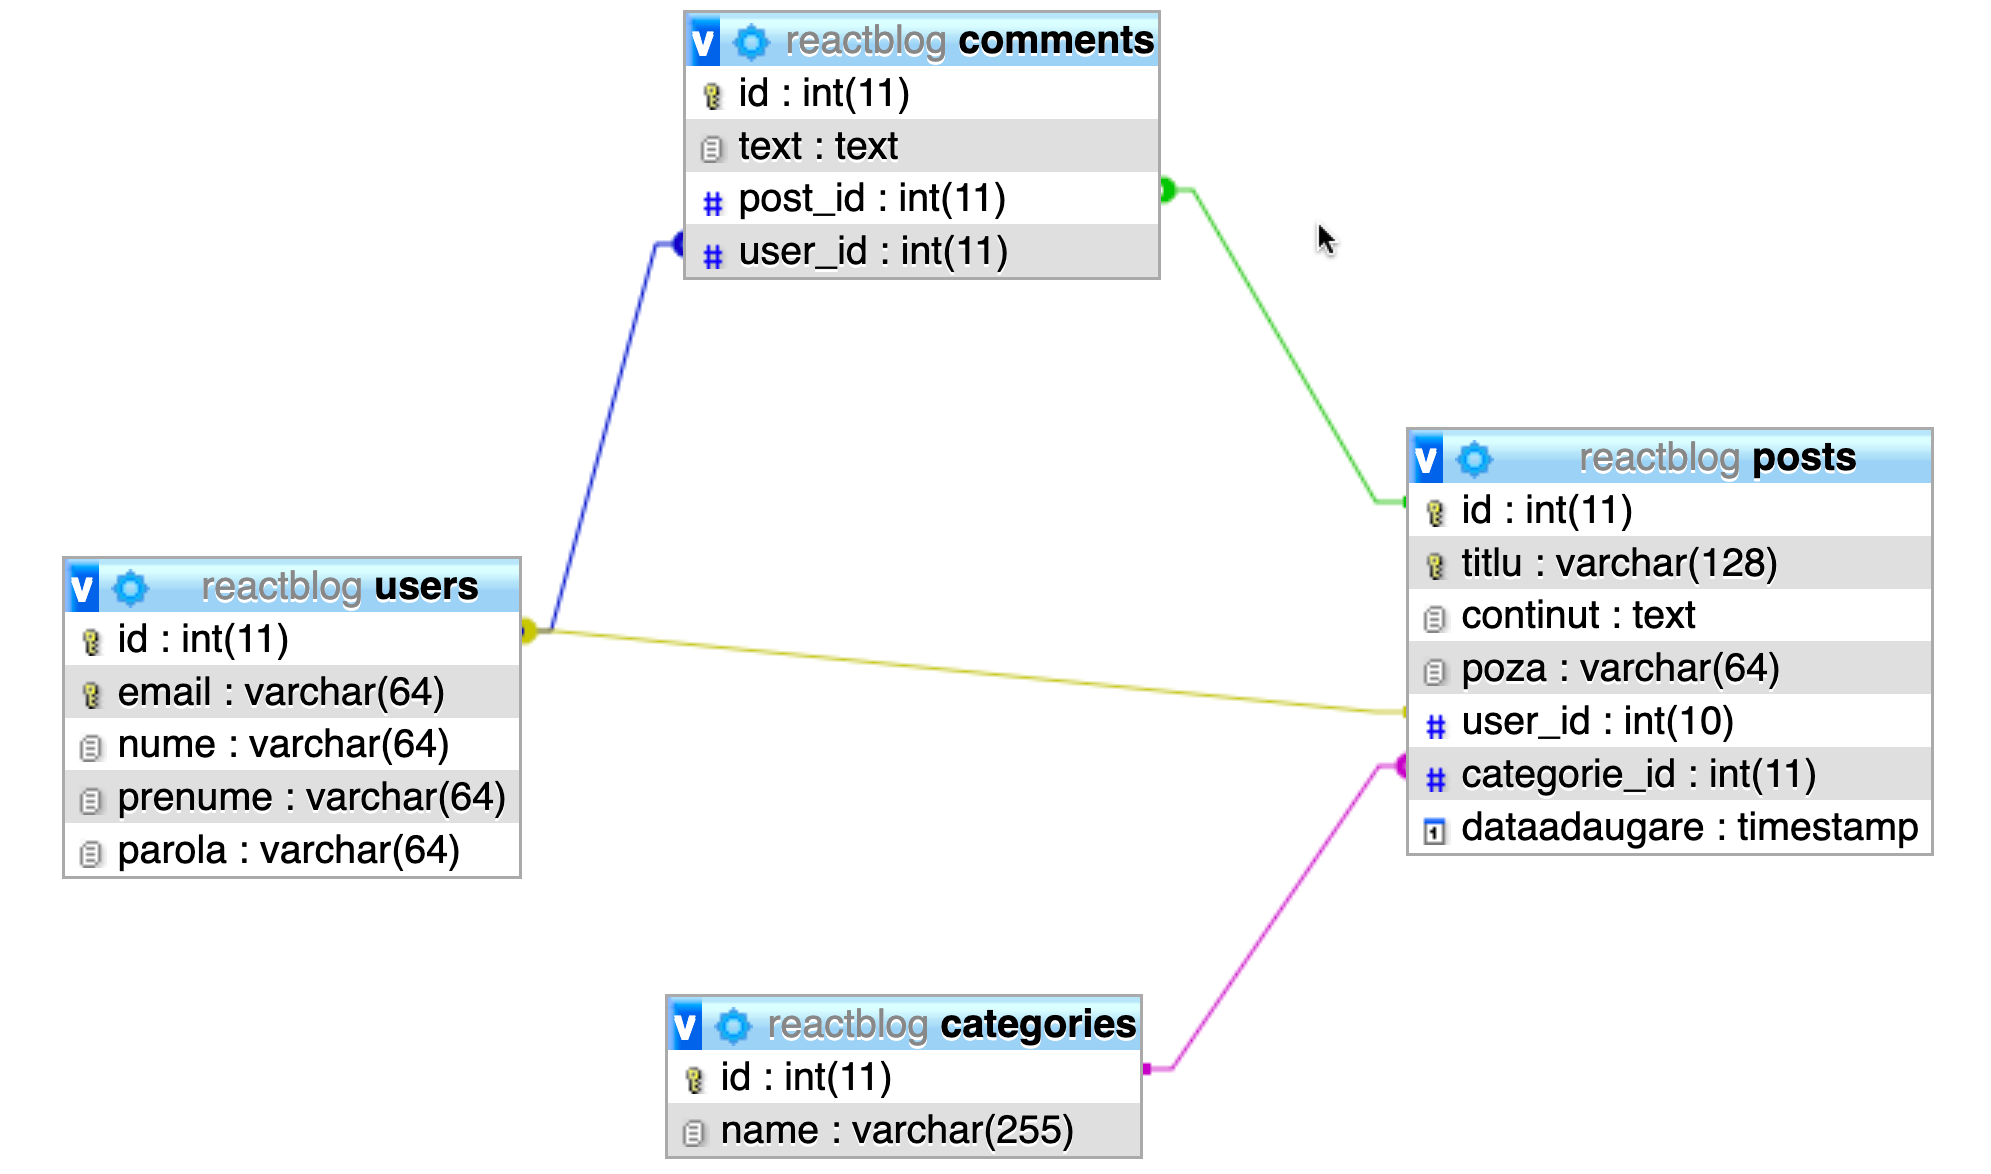 v reactblog comments
id : int(11)
text : text
# post_id : int(11)
# user_id : int(11)
v reactblog posts
id : int(11)
titlu : varchar(128)
continut : text
poza : varchar(64)
# user_id : int(10)
# categorie_id : int(11)
1 dataadaugare : timestamp
v reactblog users
id : int(11)
email : varchar(64)
nume : varchar(64)
prenume : varchar(64)
parola : varchar(64)
v reactblog categories
id : int(11)
name : varchar(255)